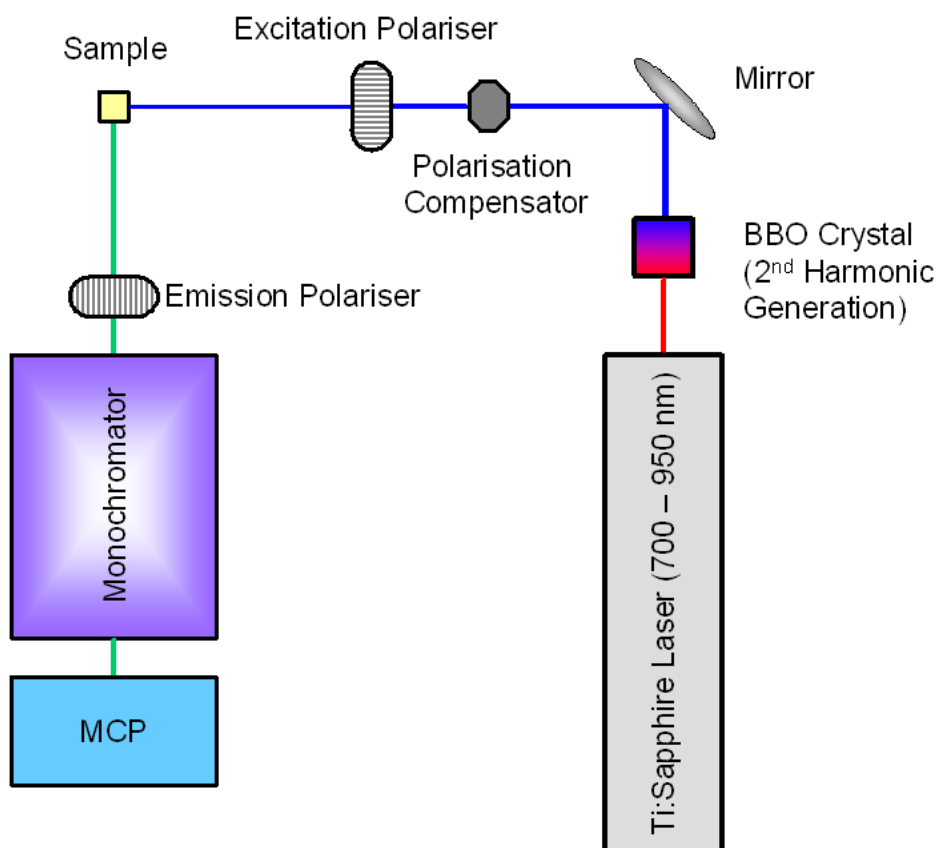 Excitation Polariser
Sample
Mirror
Polarisation
Compensator
BBO Crystal
(2nd Harmonic
Generation)
Emission Polariser
Monochromator
MCP
Ti:Sapphire Laser (700 – 950 nm)